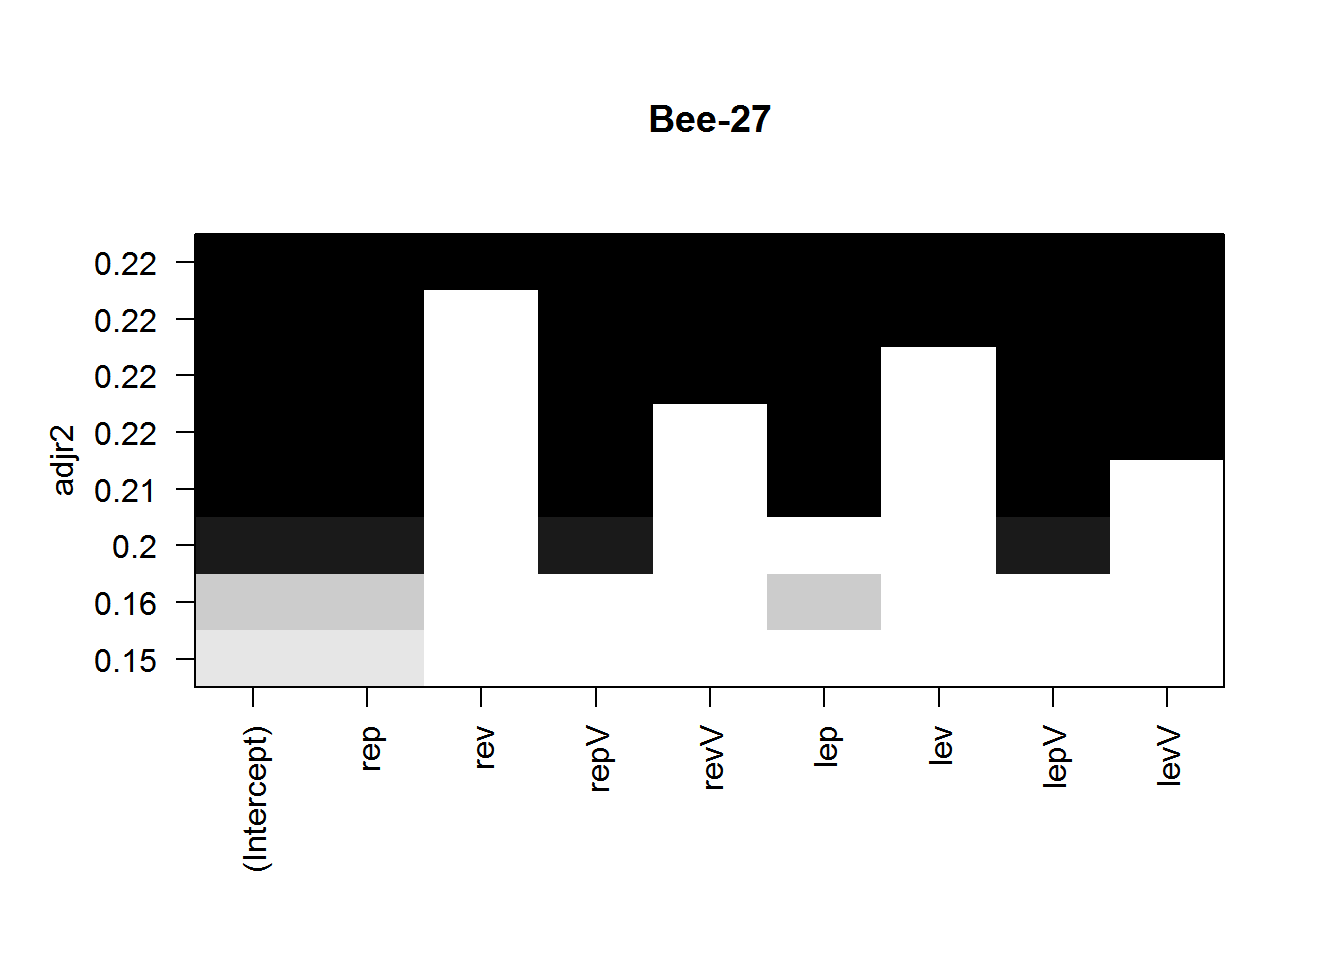 Bee-27
adjr2
0.22
0.22
0.22
0.22
0.21
0.2
0.16
0.15
(Intercept)
rep
rev
repV
revV
lep
lev
lepV
levV